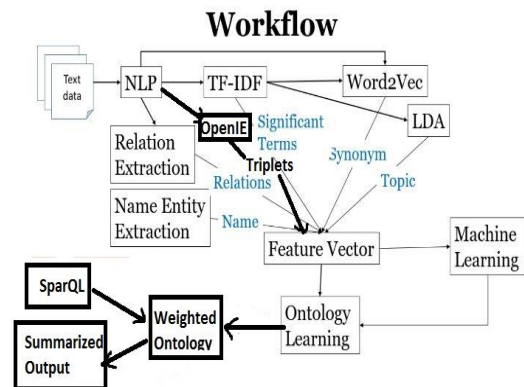 Workflow
Text
data
NLP
TF-IDF
Word2Vec
OpenIE
Significant
Terms
LDA
Relation
Extraction
Synonym
Triplets
Relations
Topic
Name Entity
Extraction
Name
Feature Vector
Machine
Learning
SparQL
Weighted
Ontology
Ontology
Learning
Summarized
Output